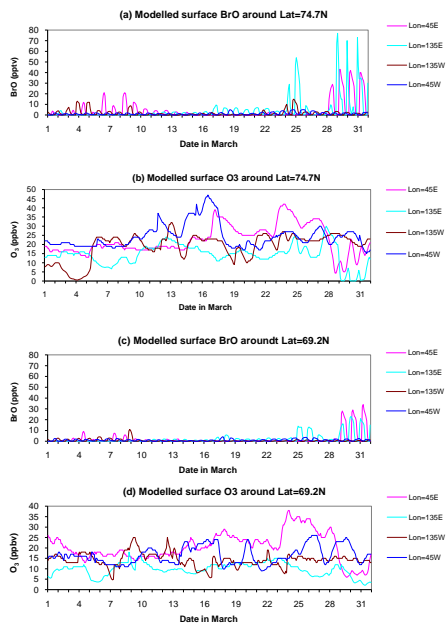 (a) Modelled surface BrO around Lat=74.7N
BrO (pptv)
80
70
60
50
40
30
20
10
0
1 4 7 10 13 16 19 22 25 28 31
Date in March
Lon=45E
Lon=135E
Lon=135W
Lon=45W
(b) Modelled surface O3 around Lat=74.7N
O3 (ppbv)
50
45
40
35
30
25
20
15
10
5
0
1 4 7 10 13 16 19 22 25 28 31
Date in March
Lon=45E
Lon=135E
Lon=135W
Lon=45W
(c) Modelled surface BrO aroundt Lat=69.2N
BrO (pptv)
80
70
60
50
40
30
20
10
0
1 4 7 10 13 16 19 22 25 28 31
Date in March
Lon=45E
Lon=135E
Lon=135W
Lon=45W
(d) Modelled surface O3 around Lat=69.2N
O3 (ppbv)
40
35
30
25
20
15
10
5
0
1 4 7 10 13 16 19 22 25 28 31
Date in March
Lon=45E
Lon=135E
Lon=135W
Lon=45W